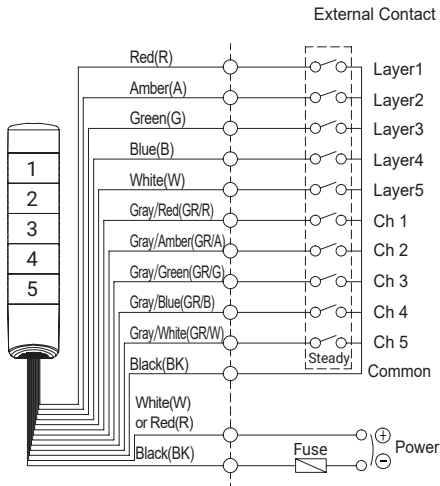 External Contact
Red(R)
Layer1
Amber(A)
Layer2
Green(G)
Layer3
Blue(B)
Layer4
White(W)
Layer5
Gray/Red(GR/R)
Ch 1
Gray/Amber(GR/A)
Ch 2
Gray/Green(GR/G)
Ch 3
Gray/Blue(GR/B)
Ch 4
Gray/White(GR/W)
Ch 5
Steady
Black(BK)
Common
1
2
3
4
5
White(W)
or Red(R)
+
Black(BK)
Fuse
Power
−